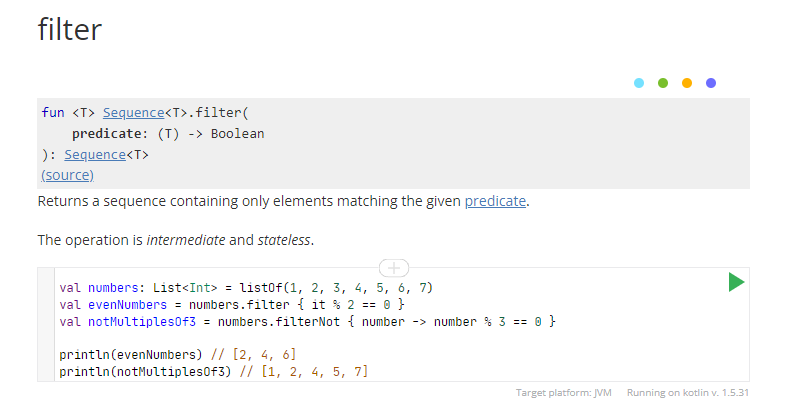 filter
fun <T> Sequence<T>.filter(
    predicate: (T) -> Boolean
): Sequence<T>
(source)
Returns a sequence containing only elements matching the given predicate.
The operation is intermediate and stateless.
+
val numbers: List<Int> = listOf(1, 2, 3, 4, 5, 6, 7)
val evenNumbers = numbers.filter { it % 2 == 0 }
val notMultiplesOf3 = numbers.filterNot { number -> number % 3 == 0 }
println(evenNumbers) // [2, 4, 6]
println(notMultiplesOf3) // [1, 2, 4, 5, 7]
Target platform: JVM Running on kotlin v. 1.5.31